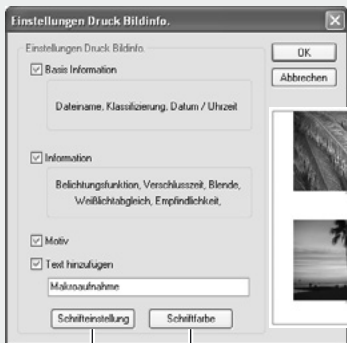 Einstellungen Druck Bildinfo.
Einstellungen Druck Bildinfo.
OK
Abbrechen
Basis Information
Dateiname, Klassifizierung, Datum / Uhrzeit
Information
Belichtungsfunktion, Verschlusszeit, Blende,
Weißlichtabgleich, Empfindlichkeit,
Motiv
Text hinzufügen
Makroaufnahme
Schrifteinstellung
Schriftfarbe